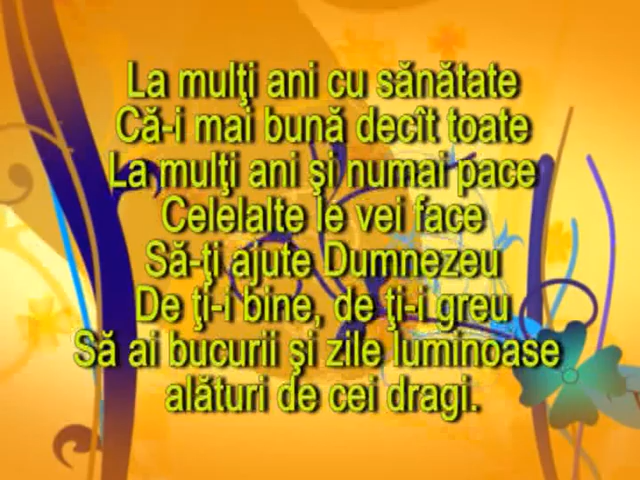 La mulţi ani cu sănătate
Că-i mai bună decît toate
La mulţi ani şi numai pace
Celelalte le vei face
Să-ţi ajute Dumnezeu
De ţi-i bine, de ţi-i greu
Să ai bucurii şi zile luminoase
alături de cei dragi.